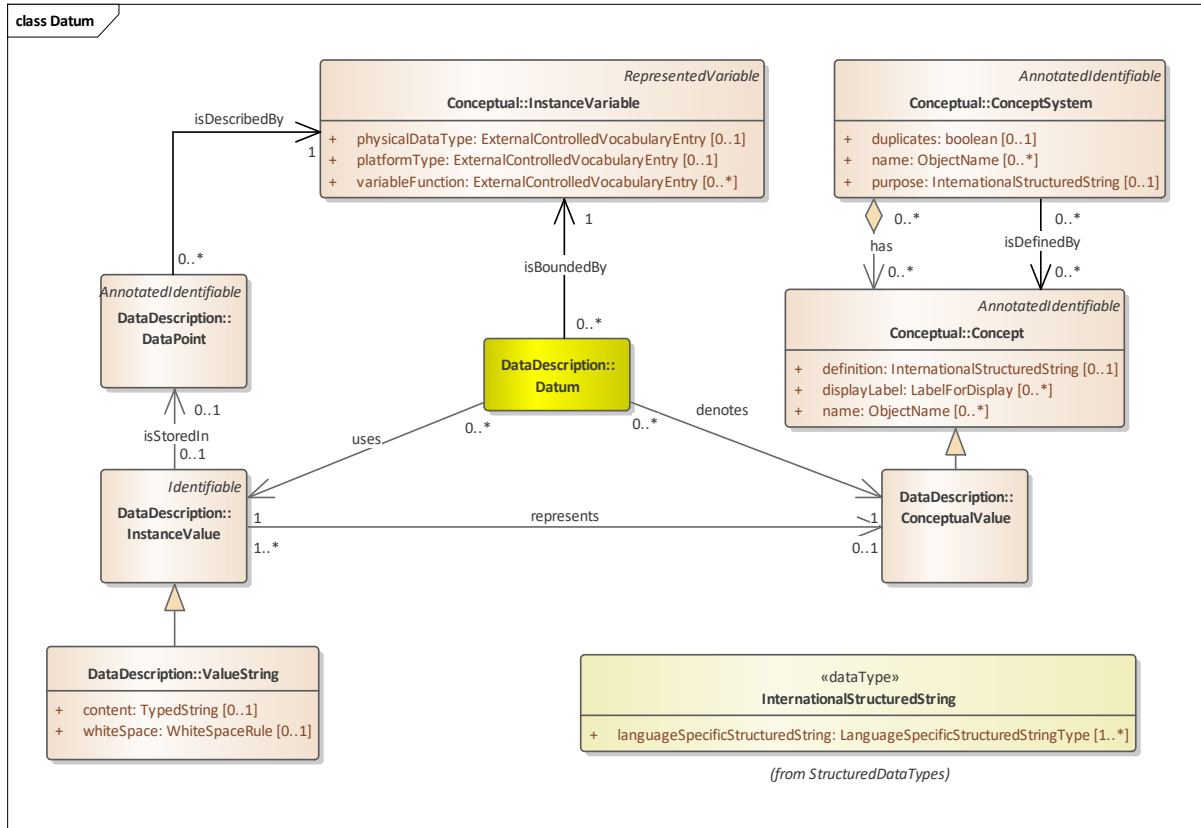 class Datum
RepresentedVariable
Conceptual::InstanceVariable
+ physicalDataType: ExternalControlledVocabularyEntry [0..1]
+ platformType: ExternalControlledVocabularyEntry [0..1]
+ variableFunction: ExternalControlledVocabularyEntry [0..*]
AnnotatedIdentifiable
Conceptual::ConceptSystem
+ duplicates: boolean [0..1]
+ name: ObjectName [0..*]
+ purpose: InternationalStructuredString [0..1]
isDescribedBy
1
0..*
1
isBoundedBy
0..*
0..*
has
0..*
0..*
isDefinedBy
0..*
AnnotatedIdentifiable
DataDescription::
DataPoint
DataDescription::
Datum
AnnotatedIdentifiable
Conceptual::Concept
+ definition: InternationalStructuredString [0..1]
+ displayLabel: LabelForDisplay [0..*]
+ name: ObjectName [0..*]
0..1
isStoredIn
0..1
uses
0..*
0..*
denotes
Identifiable
DataDescription::
InstanceValue
1
1..*
represents
1
0..1
DataDescription::
ConceptualValue
DataDescription::ValueString
+ content: TypedString [0..1]
+ whiteSpace: WhiteSpaceRule [0..1]
«dataType»
InternationalStructuredString
+ languageSpecificStructuredString: LanguageSpecificStructuredStringType [1..*]
(from StructuredDataTypes)